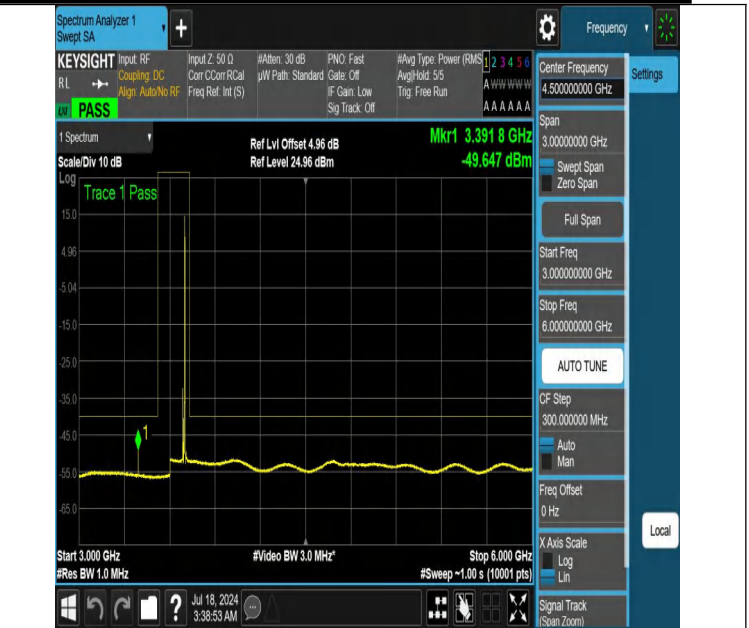 Spectrum Analyzer 1
Swept SA
+
Frequency
KEYSIGHT
RL
LXI
PASS
Input: RF
Coupling: DC
Align: Auto/No RF
Input Z: 50 Ω
Corr CCorr RCal
Freq Ref: Int (S)
#Atten: 30 dB
µW Path: Standard
PNO: Fast
Gate: Off
IF Gain: Low
Sig Track: Off
#Avg Type: Power (RMS
Avg|Hold: 5/5
Trig: Free Run
1 2 3 4 5 6
A W W W W W
A A A A A A
1 Spectrum
Scale/Div 10 dB
Ref Lvl Offset 4.96 dB
Ref Level 24.96 dBm
Mkr1 3.391 8 GHz
-49.647 dBm
Log
Trace 1 Pass
15.0
4.96
-5.04
-15.0
-25.0
-35.0
-45.0
-55.0
-65.0
1
Start 3.000 GHz
#Res BW 1.0 MHz
#Video BW 3.0 MHz*
Stop 6.000 GHz
#Sweep ~1.00 s (10001 pts)
Center Frequency
4.500000000 GHz
Span
3.00000000 GHz
Swept Span
Zero Span
Full Span
Start Freq
3.000000000 GHz
Stop Freq
6.000000000 GHz
AUTO TUNE
CF Step
300.000000 MHz
Auto
Man
Freq Offset
0 Hz
X Axis Scale
Log
Lin
Signal Track
(Span Zoom)
Settings
Local
?
Jul 18, 2024
3:38:53 AM